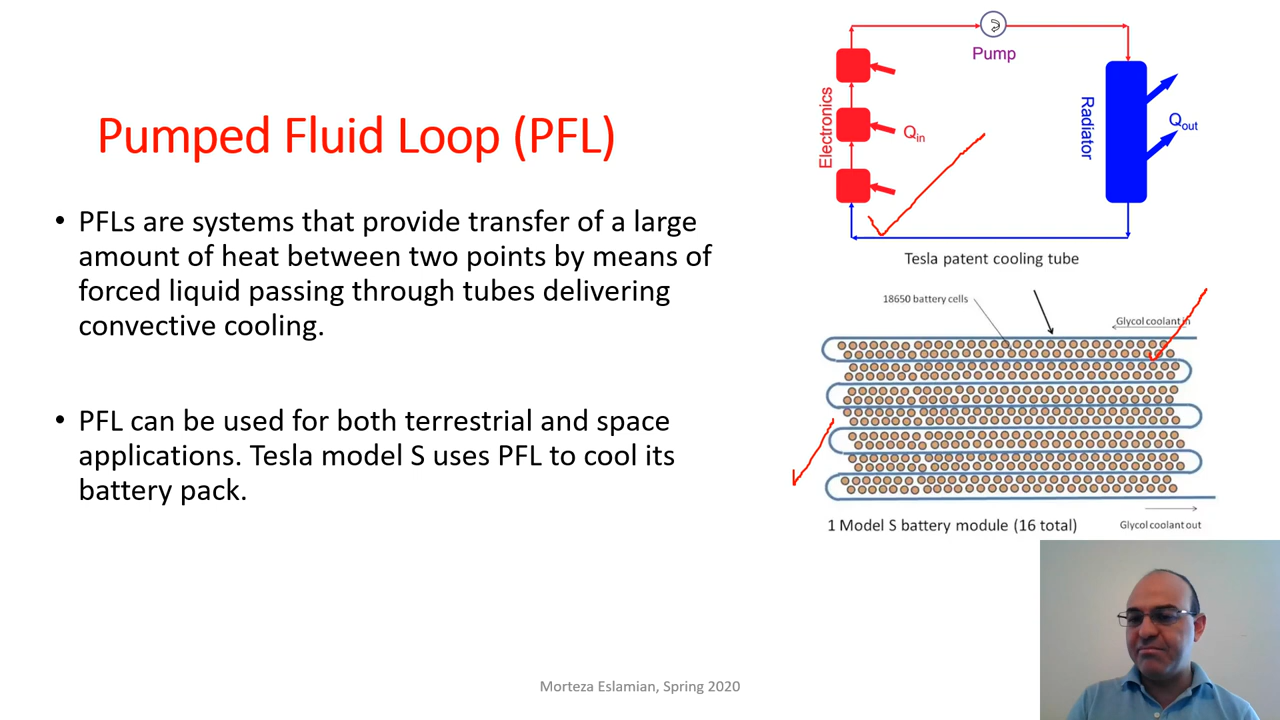 Pumped Fluid Loop (PFL)
• PFLs are systems that provide transfer of a large
amount of heat between two points by means of
forced liquid passing through tubes delivering
convective cooling.
• PFL can be used for both terrestrial and space
applications. Tesla model S uses PFL to cool its
battery pack.
Pump
Electronics
Qin
Radiator
Qout
Tesla patent cooling tube
18650 battery cells
Glycol coolant in
1 Model S battery module (16 total)
Glycol coolant out
Morteza Eslamian, Spring 2020